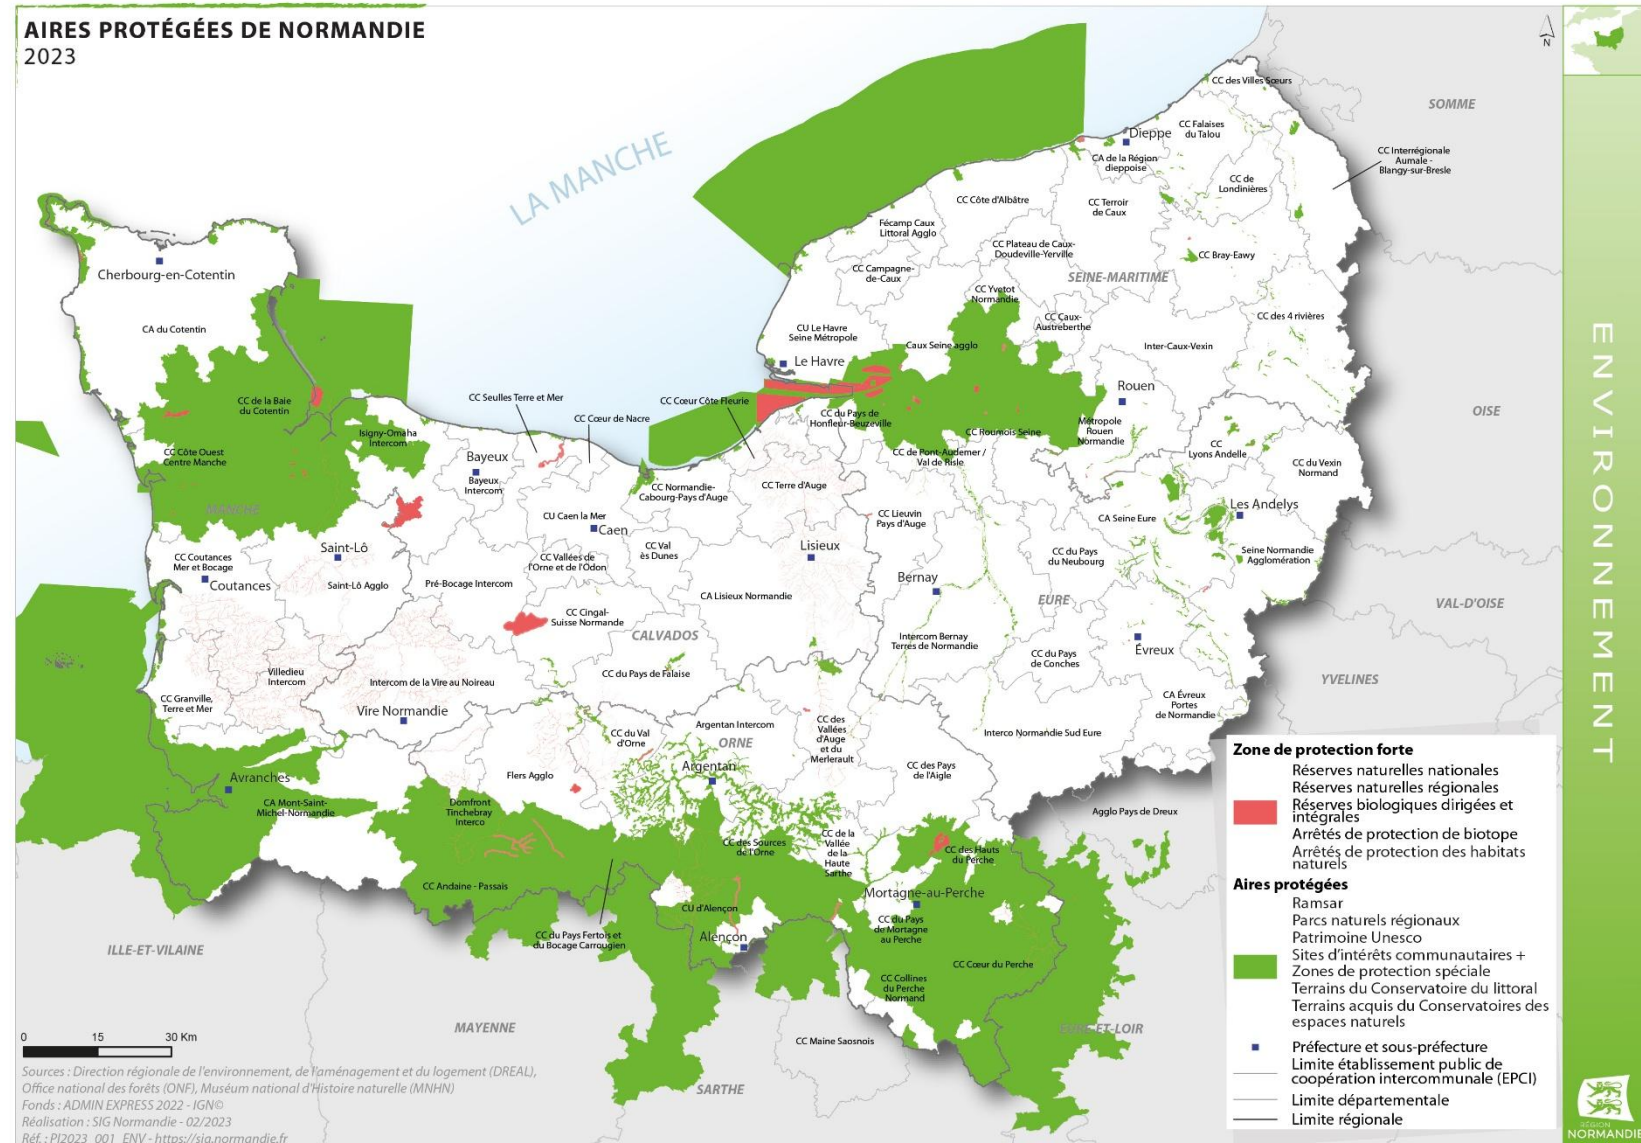 AIRES PROTÉGÉES DE NORMANDIE
2023
N
LA MANCHE
SOMME
OISE
VAL-D'OISE
YVELINES
EURE-ET-LOIR
SARTHE
MAYENNE
ILLE-ET-VILAINE
MANCHE
CALVADOS
ORNE
EURE
SEINE-MARITIME
CC des Villes Sœurs
Dieppe
CC Falaises
du Talou
CA de la Région
dieppoise
CC Interrégionale
Aumale -
Blangy-sur-Bresle
CC de
Londinières
CC Côte d'Albâtre
CC Terroir
de Caux
Fécamp Caux
Littoral Agglo
CC Plateau de Caux-
Doudeville-Yerville
CC Bray-Eawy
CC Campagne-
de-Caux
CC Yvetot
Normandie
CC Caux-
Austreberthe
CC des 4 rivières
CU Le Havre
Seine Métropole
Le Havre
Caux Seine agglo
Inter-Caux-Vexin
Rouen
Métropole
Rouen
Normandie
Cherbourg-en-Cotentin
CA du Cotentin
CC de la Baie
du Cotentin
CC Côte Ouest
Centre Manche
Isigny-Omaha
Intercom
CC Seulles Terre et Mer
CC Cœur de Nacre
CC Cœur Côte Fleurie
CC du Pays de
Honfleur-Beuzeville
CC Roumois Seine
CC de Pont-Audemer /
Val de Risle
CC
Lyons Andelle
CC du Vexin
Normand
Bayeux
Bayeux
Intercom
CC Normandie-
Cabourg-Pays d'Auge
CC Terre d'Auge
CU Caen la Mer
Caen
CC Lieuvin
Pays d'Auge
CA Seine Eure
Les Andelys
Seine Normandie
Agglomération
CC Coutances
Mer et Bocage
Coutances
Saint-Lô
Saint-Lô Agglo
Pré-Bocage Intercom
CC Vallées de
l'Orne et de l'Odon
CC Val
ès Dunes
Lisieux
CA Lisieux Normandie
CC du Pays
du Neubourg
Bernay
Intercom Bernay
Terres de Normandie
CC Cingal-
Suisse Normande
CC du Pays de Falaise
CC du Pays
de Conches
Évreux
CA Évreux
Portes
de Normandie
Villedieu
Intercom
Intercom de la Vire au Noireau
Vire Normandie
CC Granville,
Terre et Mer
Interco Normandie Sud Eure
CC du Val
d'Orne
Argentan Intercom
Argentan
CC des
Vallées
d'Auge
et du
Merlerault
CC des Pays
de l'Aigle
Flers Agglo
Avranches
CA Mont-Saint-
Michel-Normandie
Domfront
Tinchebray
Interco
CC des Sources
de l'Orne
CC de la
Vallée
de la
Haute
Sarthe
CC des Hauts
du Perche
Agglo Pays de Dreux
CC Andaine - Passais
CU d'Alençon
Alençon
Mortagne-au-Perche
CC du Pays
de Mortagne
au Perche
CC du Pays Fertois et
du Bocage Carrougien
CC Cœur du Perche
CC Collines
du Perche
Normand
CC Maine Saosnois
Zone de protection forte
Réserves naturelles nationales
Réserves naturelles régionales
Réserves biologiques dirigées et
intégrales
Arrêtés de protection de biotope
Arrêtés de protection des habitats
naturels
Aires protégées
Ramsar
Parcs naturels régionaux
Patrimoine Unesco
Sites d'intérêts communautaires +
Zones de protection spéciale
Terrains du Conservatoire du littoral
Terrains acquis du Conservatoires des
espaces naturels
Préfecture et sous-préfecture
Limite établissement public de
coopération intercommunale (EPCI)
Limite départementale
Limite régionale
0 15 30 Km
Sources : Direction régionale de l'environnement, de l'aménagement et du logement (DREAL),
Office national des forêts (ONF), Muséum national d'Histoire naturelle (MNHN)
Fonds : ADMIN EXPRESS 2022 - IGN©
Réalisation : SIG Normandie - 02/2023
Réf. : PI2023_001_ENV - https://sig.normandie.fr
ENVIRONNEMENT
RÉGION
NORMANDIE